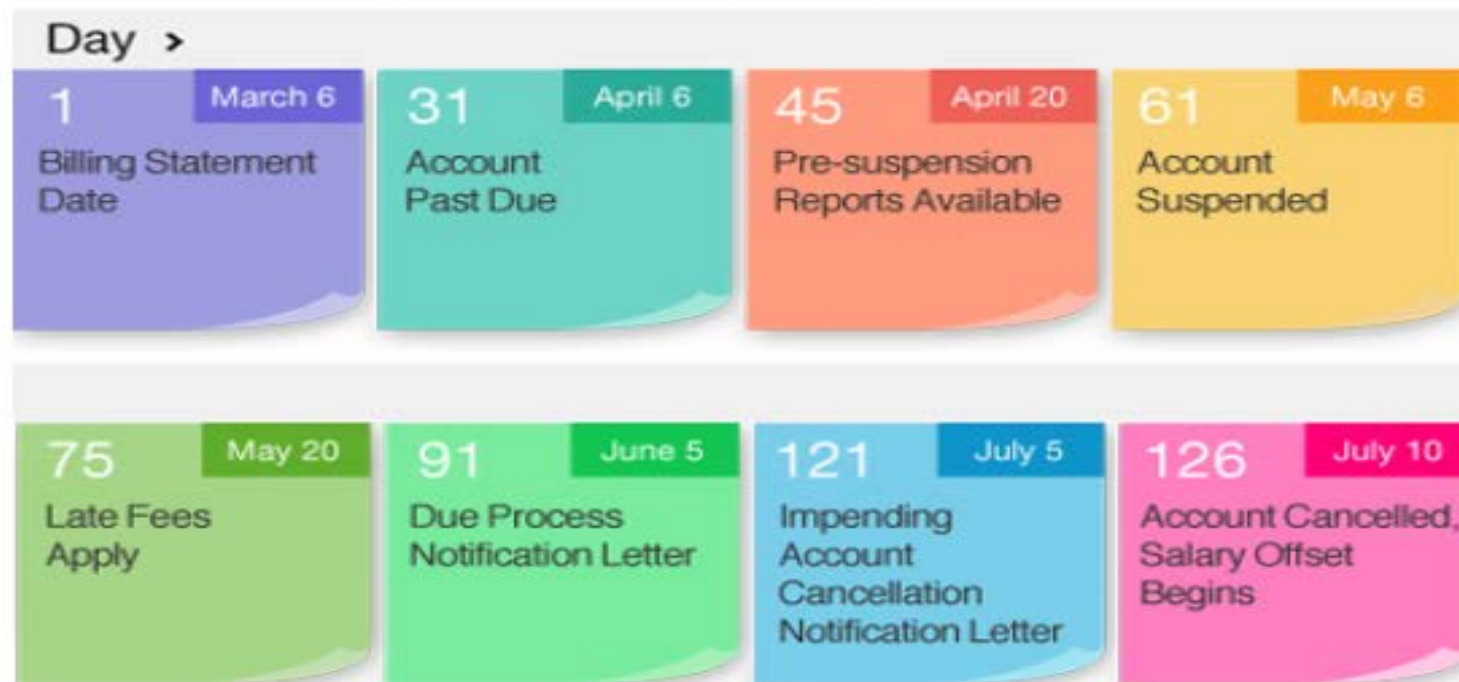 Day >
1 March 6
Billing Statement
Date
31 April 6
Account
Past Due
45 April 20
Pre-suspension
Reports Available
61 May 6
Account
Suspended
75 May 20
Late Fees
Apply
91 June 5
Due Process
Notification Letter
121 July 5
Impending
Account
Cancellation
Notification Letter
126 July 10
Account Cancelled,
Salary Offset
Begins